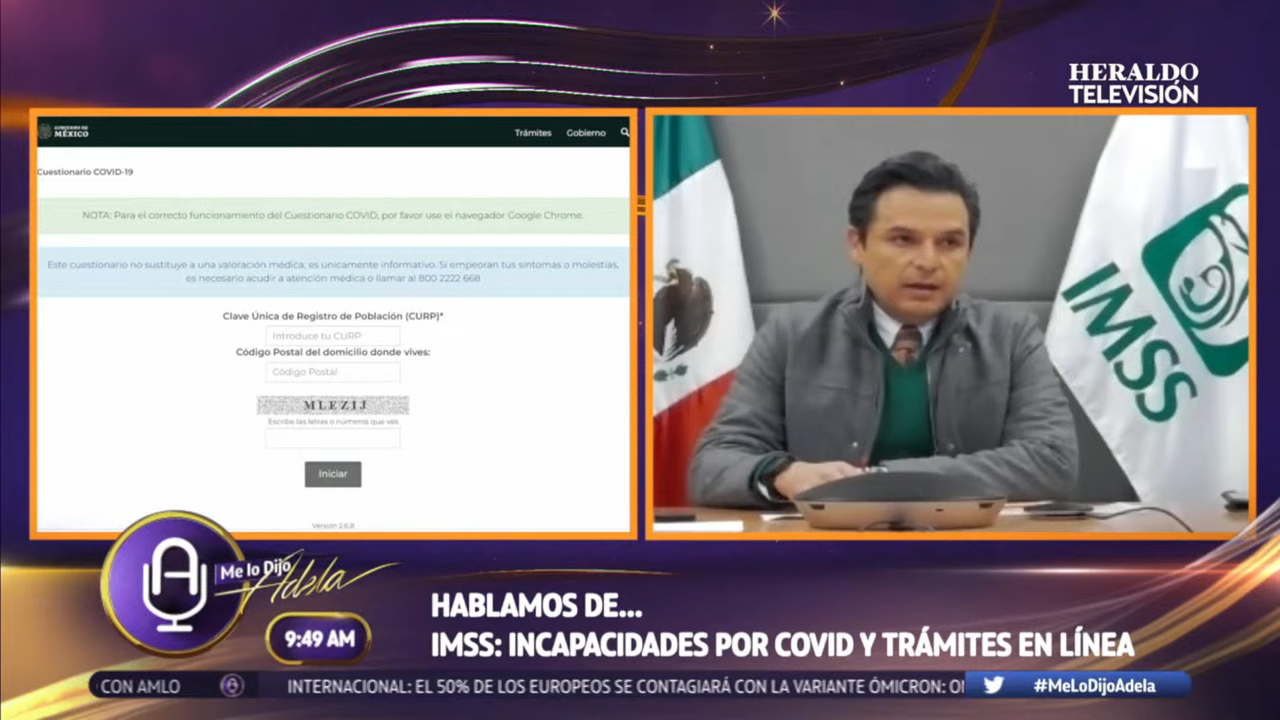 HERALDO
TELEVISIÓN
GOBIERNO DE
MÉXICO
Trámites Gobierno
Cuestionario COVID-19
NOTA: Para el correcto funcionamiento del Cuestionario COVID, por favor use el navegador Google Chrome.
Este cuestionario no sustituye a una valoración médica, es únicamente informativo. Si empeoran tus síntomas o molestias,
es necesario acudir a atención médica o llamar al 800 2222 668
Clave Única de Registro de Población (CURP)*
Introduce tu CURP
Código Postal del domicilio donde vives:
Código Postal
MLEZIJ
Escribe las letras o números que ves
Iniciar
Versión 2.6.8
IMSS
Me lo Dijo
Adela
9:49 AM
HABLAMOS DE...
IMSS: INCAPACIDADES POR COVID Y TRÁMITES EN LÍNEA
CON AMLO
INTERNACIONAL: EL 50% DE LOS EUROPEOS SE CONTAGIARÁ CON LA VARIANTE ÓMICRON:
#MeLoDijoAdela